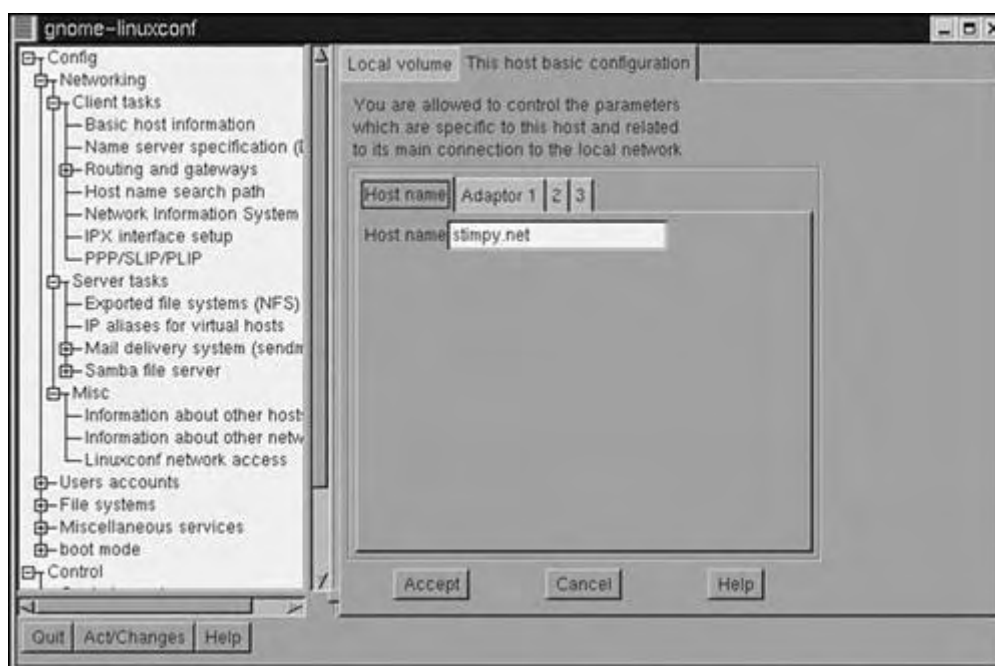 gnome-linuxconf
Config
Networking
Client tasks
Basic host information
Name server specification (D
Routing and gateways
Host name search path
Network Information System
IPX interface setup
PPP/SLIP/PLIP
Server tasks
Exported file systems (NFS)
IP aliases for virtual hosts
Mail delivery system (sendm
Samba file server
Misc
Information about other hosts
Information about other netw
Linuxconf network access
Users accounts
File systems
Miscellaneous services
boot mode
Control
Quit Act/Changes Help
Local volume This host basic configuration
You are allowed to control the parameters
which are specific to this host and related
to its main connection to the local network
Host name Adaptor 1 2 3
Host name stimpy.net
Accept Cancel Help